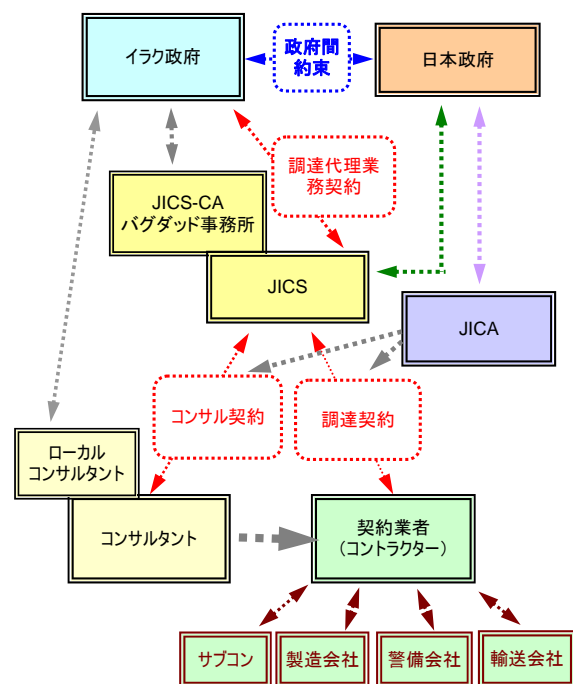 イラク政府
政府間
約束
日本政府
調達代理業
務契約
JICS-CA
バグダッド事務所
JICS
JICA
コンサル契約
調達契約
ローカル
コンサルタント
コンサルタント
契約業者
（コントラクター）
サブコン
製造会社
警備会社
輸送会社